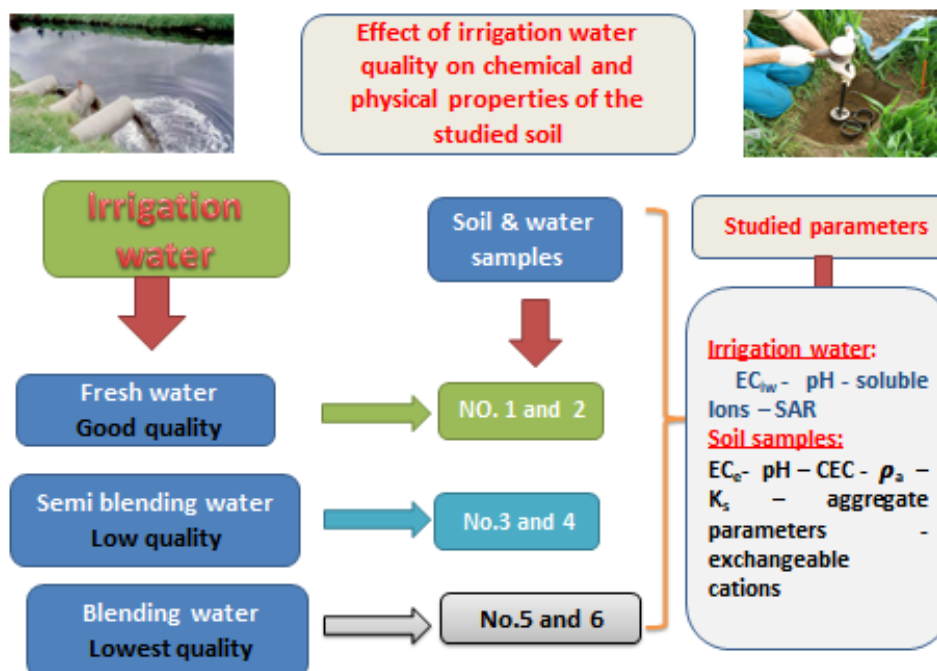 Effect of irrigation water
quality on chemical and
physical properties of the
studied soil
Irrigation
water
Soil & water
samples
Studied parameters
Fresh water
Good quality
NO. 1 and 2
Semi blending water
Low quality
No.3 and 4
Blending water
Lowest quality
No.5 and 6
Irrigation water:
ECiw - pH - soluble
Ions – SAR
Soil samples:
ECe- pH – CEC - ρa –
Ks – aggregate
parameters -
exchangeable
cations